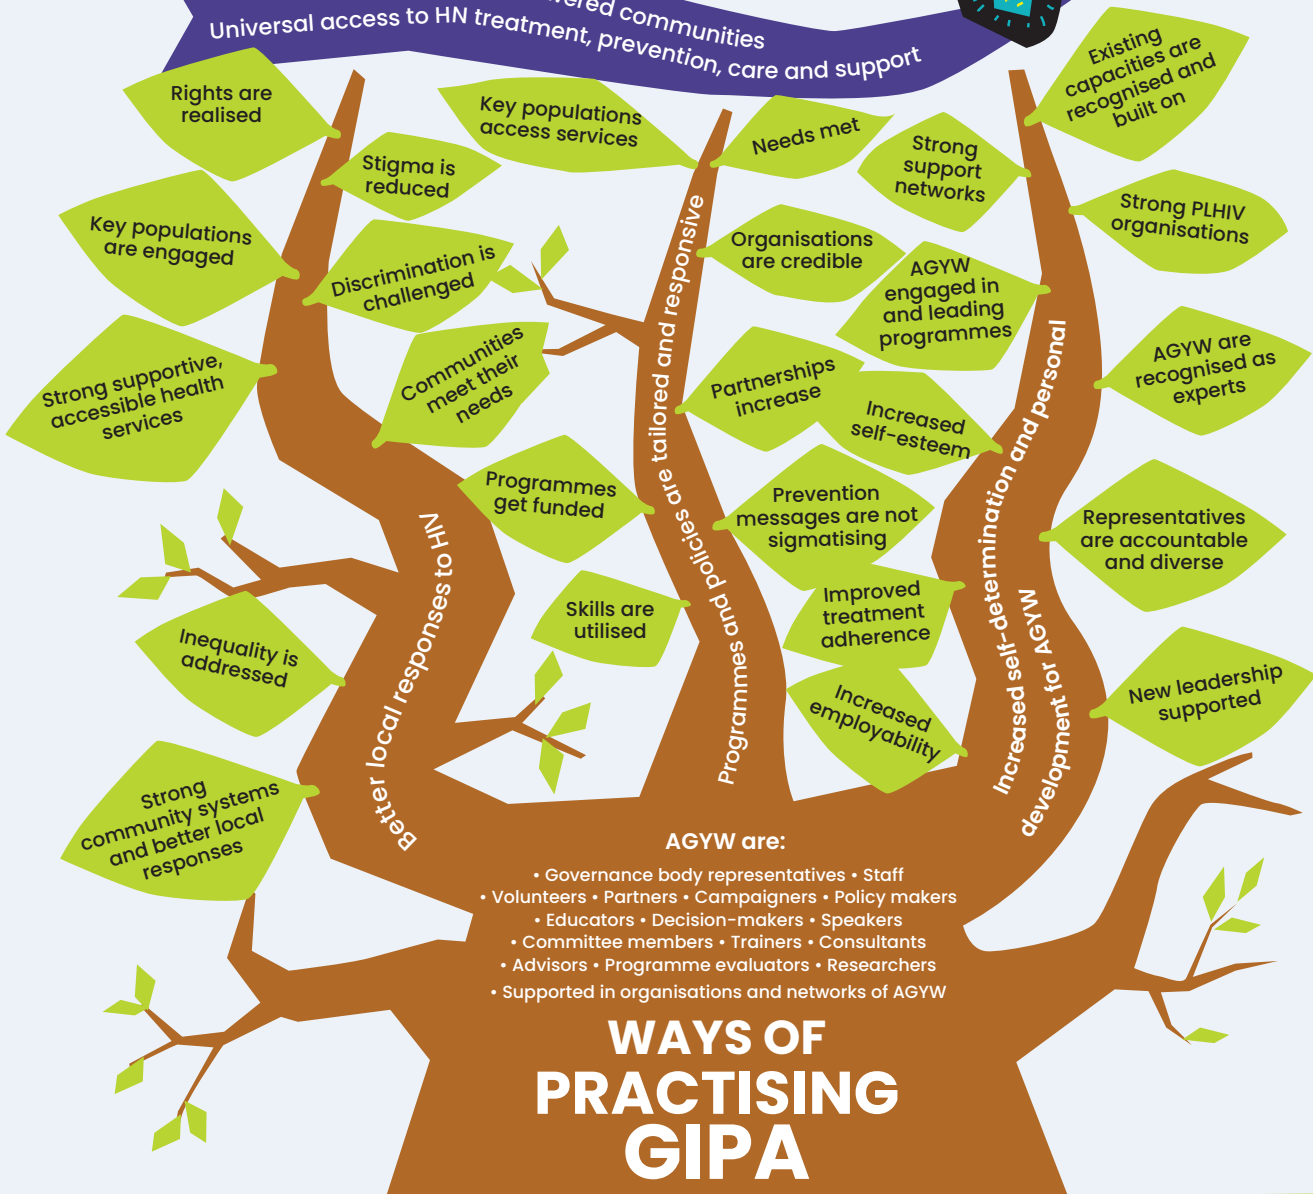 communities
Universal access to HN treatment, prevention, care and support
Rights are
realised
Stigma is
reduced
Key populations
are engaged
Discrimination is
challenged
Strong supportive,
accessible health
services
Communities
meet their
needs
Inequality is
addressed
Strong
community systems
and better local
responses
Better local responses to HIV
Key populations
access services
Needs met
Organisations
are credible
Partnerships
increase
Programmes
get funded
Prevention
messages are not
sigmatising
Skills are
utilised
Programmes and policies are tailored and responsive
Existing
capacities are
recognised and
built on
Strong
support
networks
Strong PLHIV
organisations
AGYW
engaged in
and leading
programmes
AGYW are
recognised as
experts
Increased
self-esteem
Representatives
are accountable
and diverse
Improved
treatment
adherence
New leadership
supported
Increased
employability
Increased self-determination and personal
development for AGYW
AGYW are:
• Governance body representatives • Staff
• Volunteers • Partners • Campaigners • Policy makers
• Educators • Decision-makers • Speakers
• Committee members • Trainers • Consultants
• Advisors • Programme evaluators • Researchers
• Supported in organisations and networks of AGYW
WAYS OF
PRACTISING
GIPA